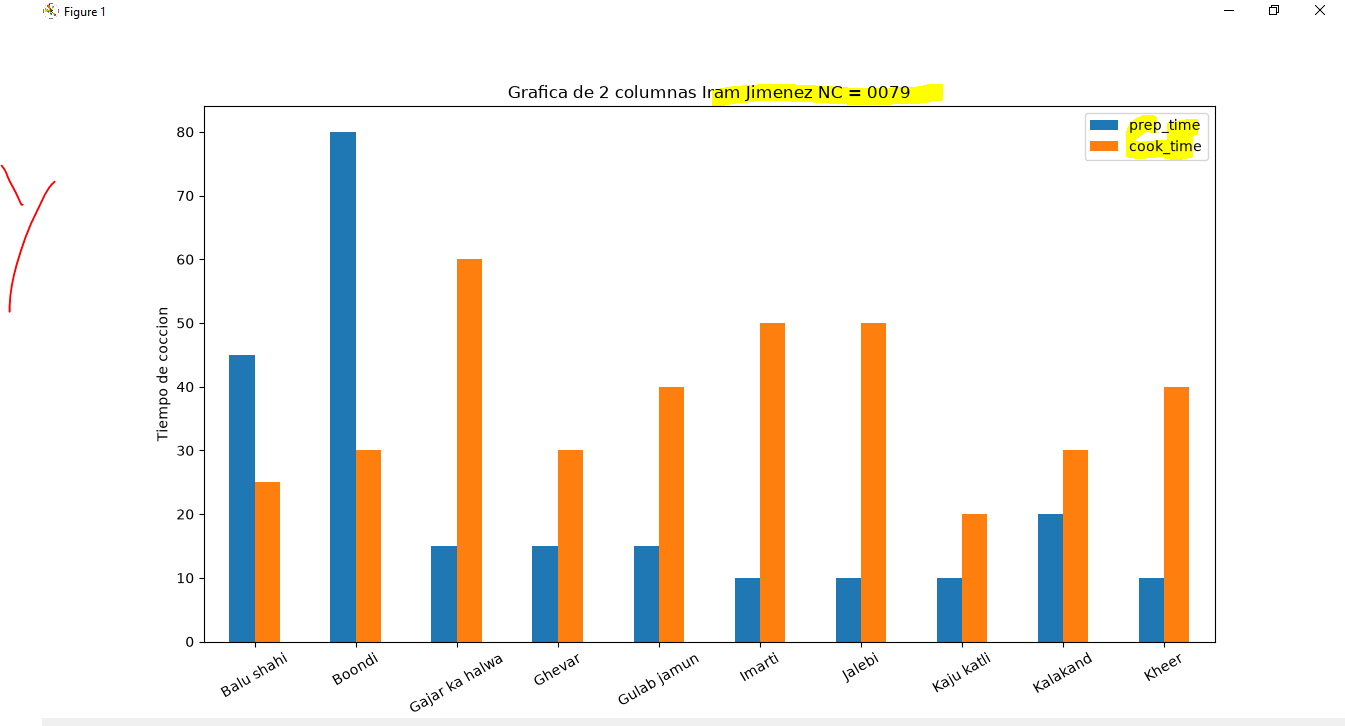 Figure 1
Grafica de 2 columnas Iram Jimenez NC = 0079
prep_time
cook_time
80
70
60
50
40
30
20
10
0
Tiempo de coccion
Balu shahi
Boondi
Gajar ka halwa
Ghevar
Gulab jamun
Imarti
Jalebi
Kaju katli
Kalakand
Kheer
Y